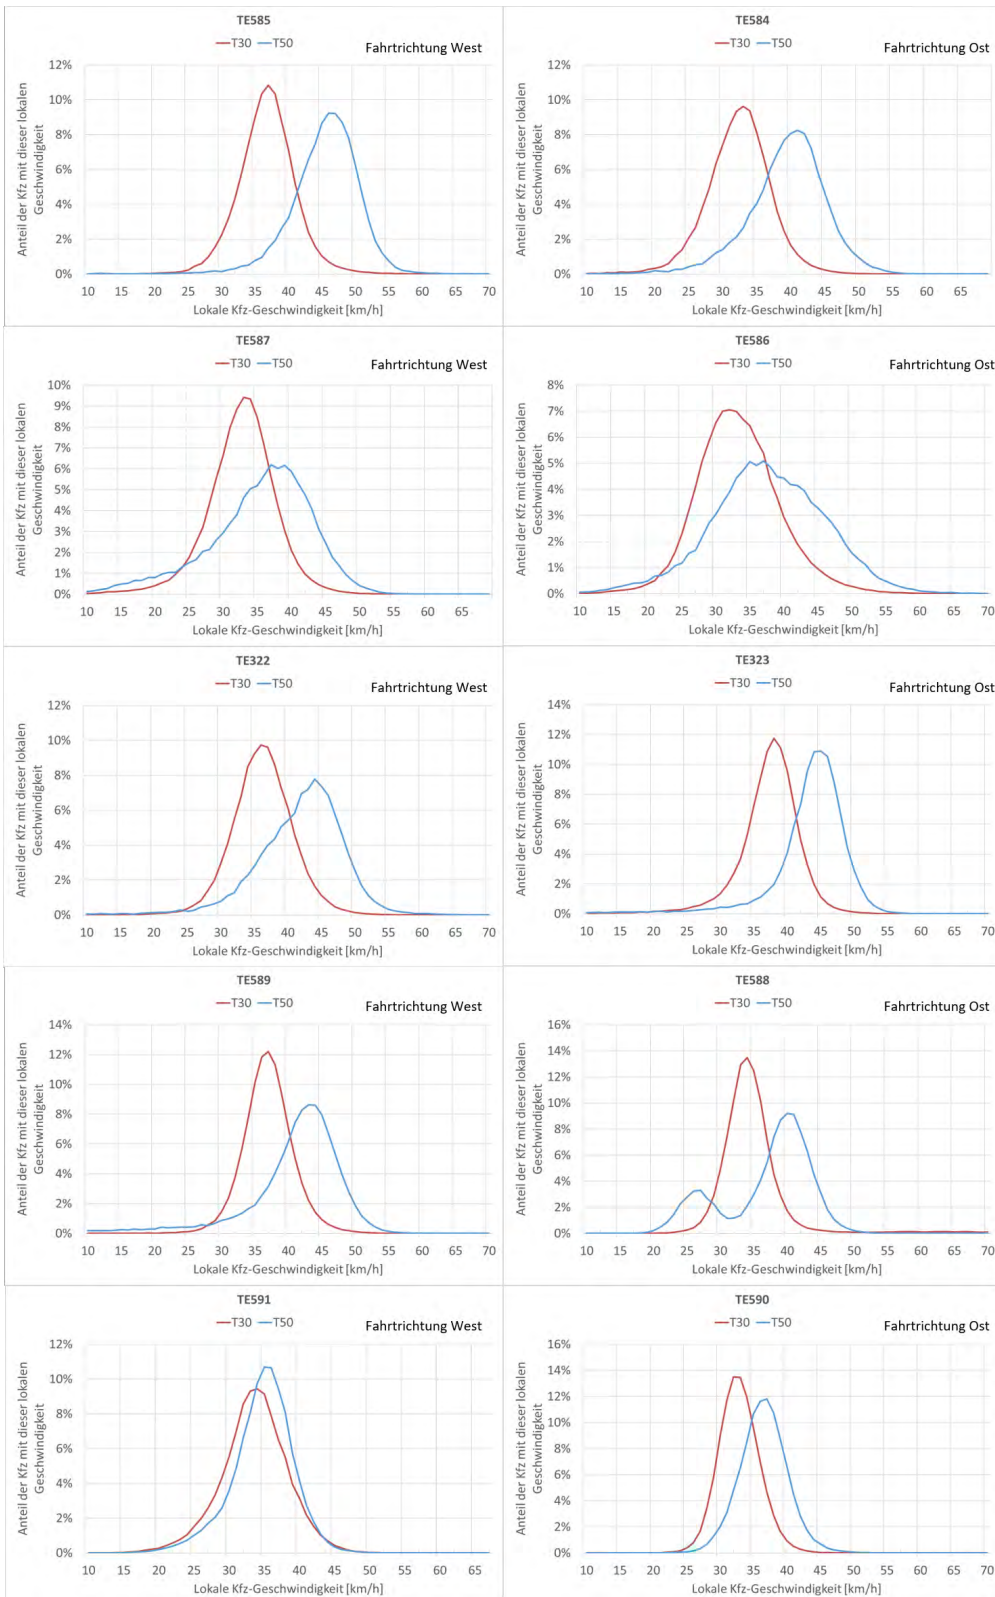 TE585
T30 T50
Fahrtrichtung West
Anteil der Kfz mit dieser lokalen
Geschwindigkeit
12%
10%
8%
6%
4%
2%
0%
10 15 20 25 30 35 40 45 50 55 60 65 70
Lokale Kfz-Geschwindigkeit [km/h]
TE584
T30 T50
Fahrtrichtung Ost
Anteil der Kfz mit dieser lokalen
Geschwindigkeit
12%
10%
8%
6%
4%
2%
0%
10 15 20 25 30 35 40 45 50 55 60 65
Lokale Kfz-Geschwindigkeit [km/h]
TE587
T30 T50
Fahrtrichtung West
Anteil der Kfz mit dieser lokalen
Geschwindigkeit
10%
9%
8%
7%
6%
5%
4%
3%
2%
1%
0%
10 15 20 25 30 35 40 45 50 55 60 65
Lokale Kfz-Geschwindigkeit [km/h]
TE586
T30 T50
Fahrtrichtung Ost
Anteil der Kfz mit dieser lokalen
Geschwindigkeit
8%
7%
6%
5%
4%
3%
2%
1%
0%
10 15 20 25 30 35 40 45 50 55 60 65 70
Lokale Kfz-Geschwindigkeit [km/h]
TE322
T30 T50
Fahrtrichtung West
Anteil der Kfz mit dieser lokalen
Geschwindigkeit
12%
10%
8%
6%
4%
2%
0%
10 15 20 25 30 35 40 45 50 55 60 65 70
Lokale Kfz-Geschwindigkeit [km/h]
TE323
T30 T50
Fahrtrichtung Ost
Anteil der Kfz mit dieser lokalen
Geschwindigkeit
14%
12%
10%
8%
6%
4%
2%
0%
10 15 20 25 30 35 40 45 50 55 60 65 70
Lokale Kfz-Geschwindigkeit [km/h]
TE589
T30 T50
Fahrtrichtung West
Anteil der Kfz mit dieser lokalen
Geschwindigkeit
14%
12%
10%
8%
6%
4%
2%
0%
10 15 20 25 30 35 40 45 50 55 60 65 70
Lokale Kfz-Geschwindigkeit [km/h]
TE588
T30 T50
Fahrtrichtung Ost
Anteil der Kfz mit dieser lokalen
Geschwindigkeit
16%
14%
12%
10%
8%
6%
4%
2%
0%
10 15 20 25 30 35 40 45 50 55 60 65 70
Lokale Kfz-Geschwindigkeit [km/h]
TE591
T30 T50
Fahrtrichtung West
Anteil der Kfz mit dieser lokalen
Geschwindigkeit
12%
10%
8%
6%
4%
2%
0%
10 15 20 25 30 35 40 45 50 55 60 65
Lokale Kfz-Geschwindigkeit [km/h]
TE590
T30 T50
Fahrtrichtung Ost
Anteil der Kfz mit dieser lokalen
Geschwindigkeit
16%
14%
12%
10%
8%
6%
4%
2%
0%
10 15 20 25 30 35 40 45 50 55 60 65 70
Lokale Kfz-Geschwindigkeit [km/h]